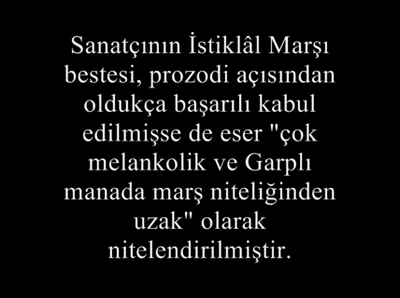 Sanatçının İstiklâl Marşı
bestesi, prozodi açısından
oldukça başarılı kabul
edilmişse de eser "çok
melankolik ve Garplı
manada marş niteliğinden
uzak" olarak
nitelendirilmiştir.